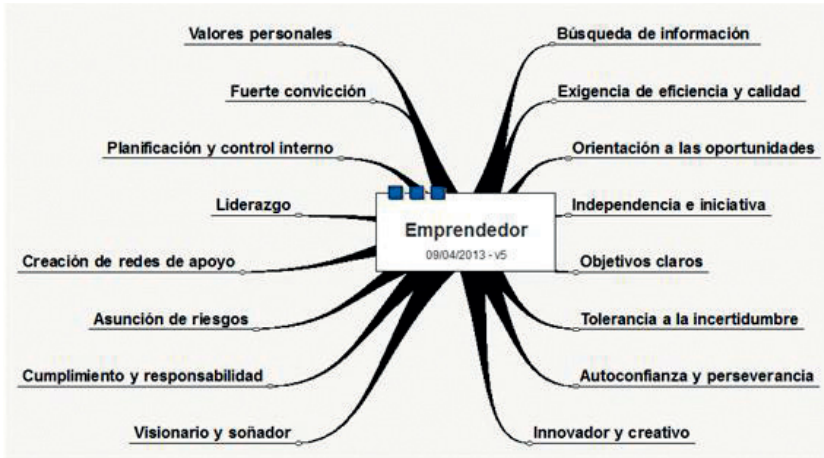 Valores personales
Búsqueda de información
Fuerte convicción
Exigencia de eficiencia y calidad
Planificación y control interno
Orientación a las oportunidades
Liderazgo
Independencia e iniciativa
Emprendedor
09/04/2013 - v5
Creación de redes de apoyo
Objetivos claros
Asunción de riesgos
Tolerancia a la incertidumbre
Cumplimiento y responsabilidad
Autoconfianza y perseverancia
Visionario y soñador
Innovador y creativo